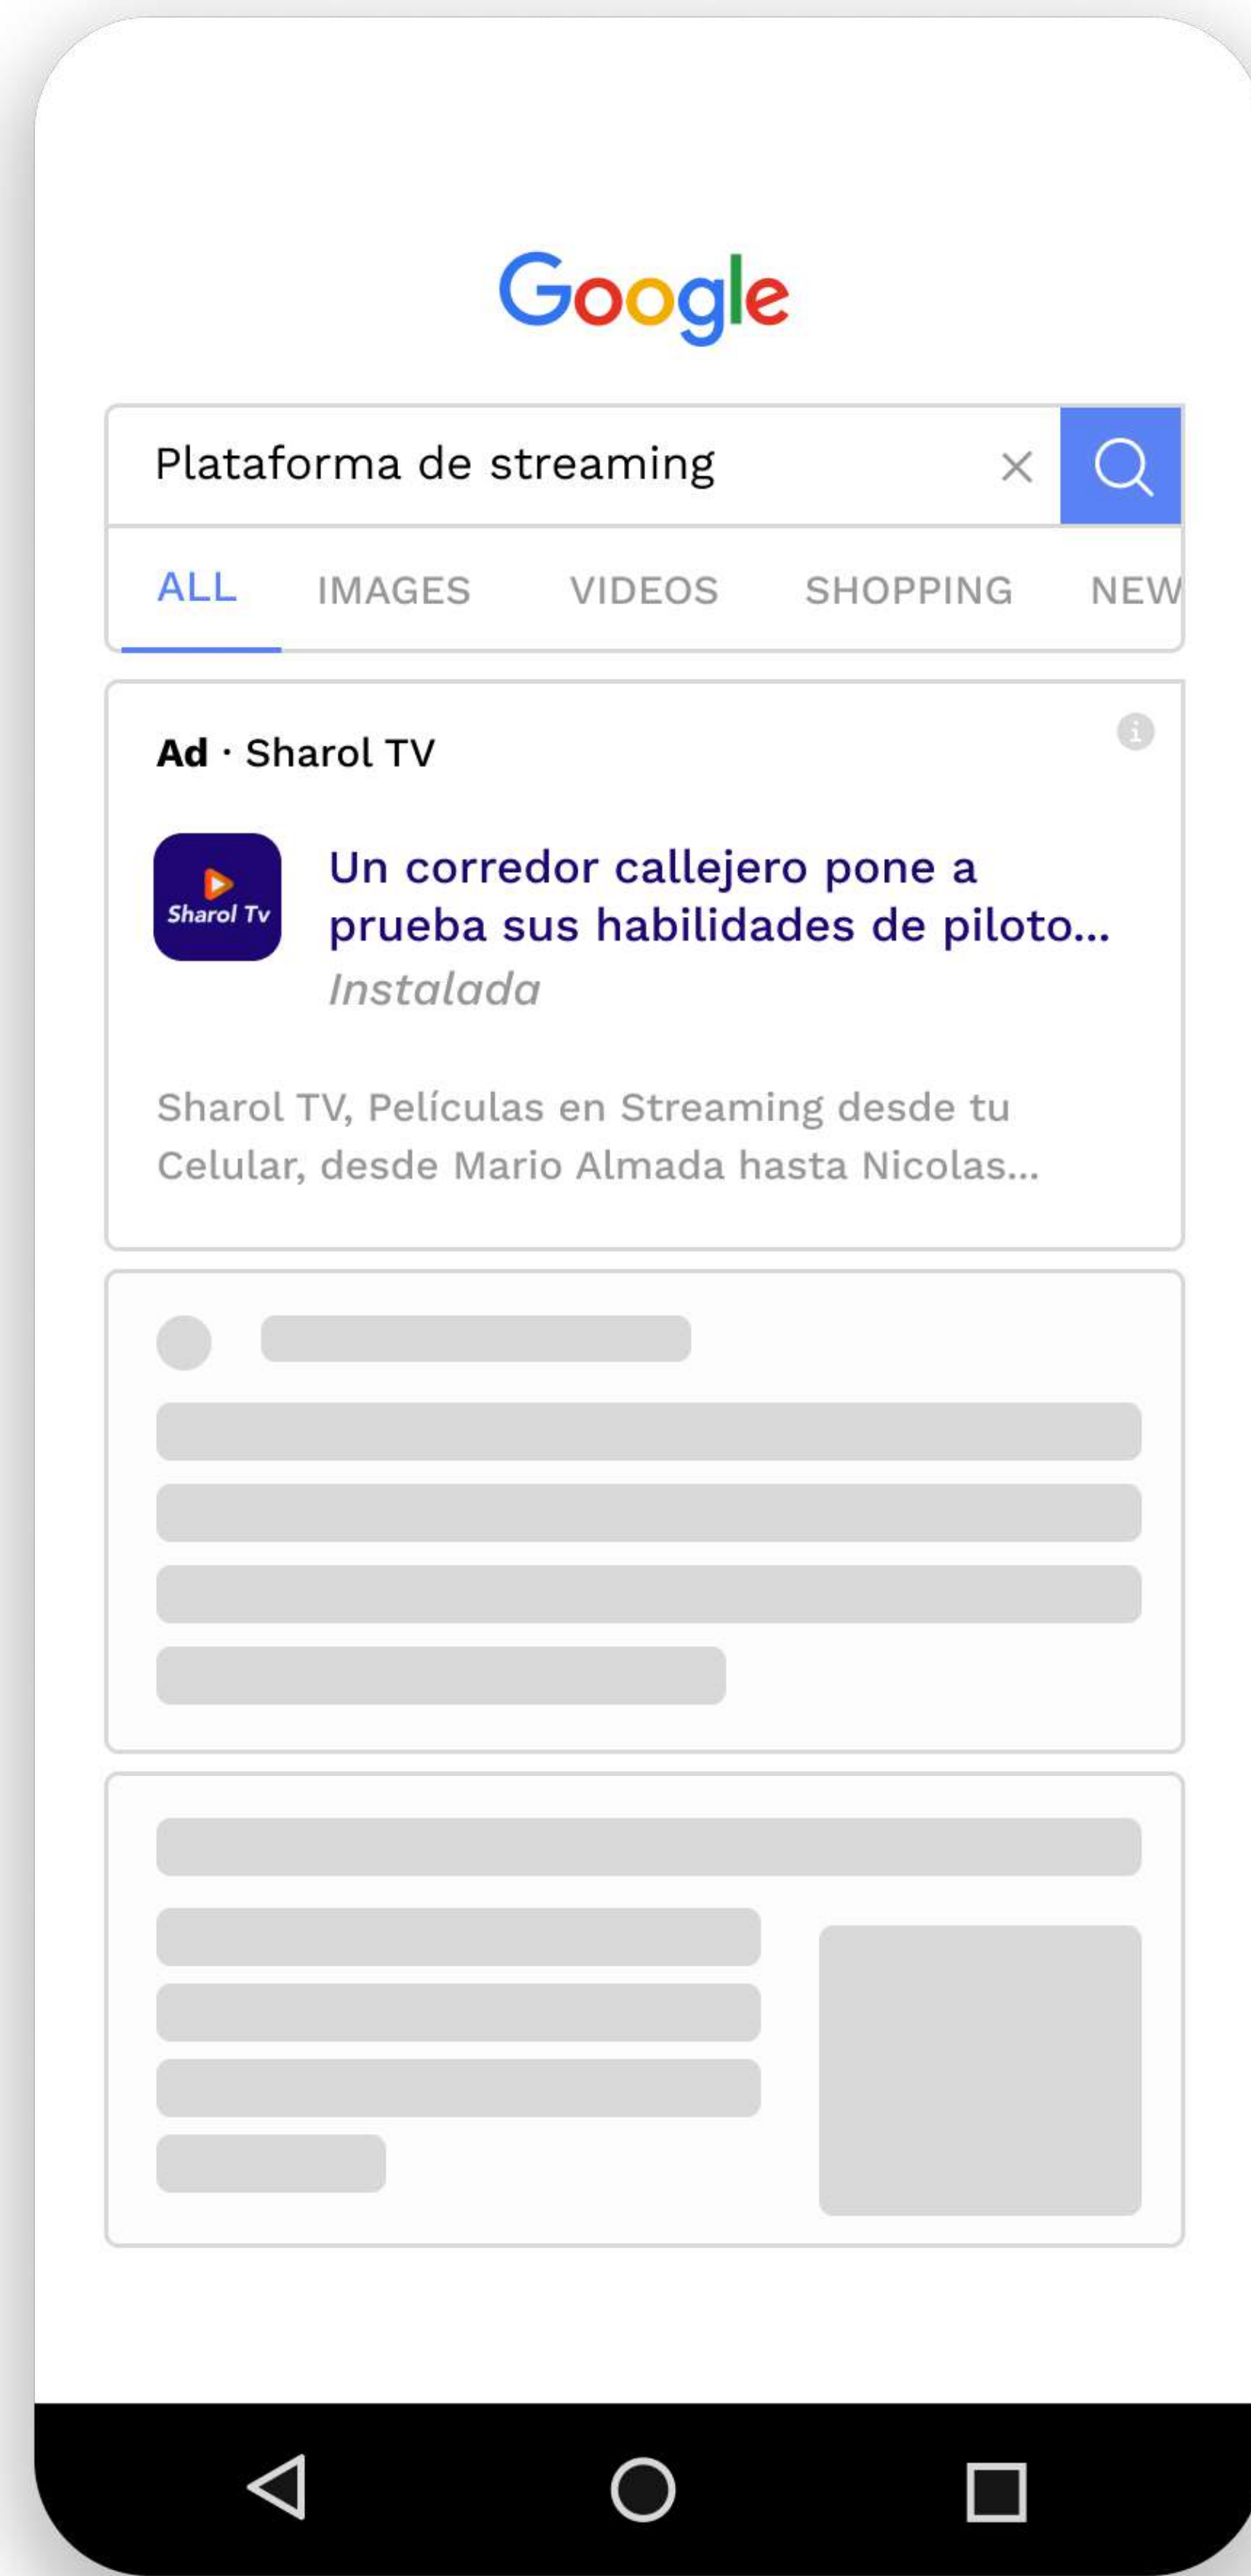 Google
Plataforma de streaming
ALL IMAGES VIDEOS SHOPPING NEW
Ad · Sharol TV
Sharol Tv
Un corredor callejero pone a
prueba sus habilidades de piloto...
Instalada
Sharol TV, Películas en Streaming desde tu
Celular, desde Mario Almada hasta Nicolas...